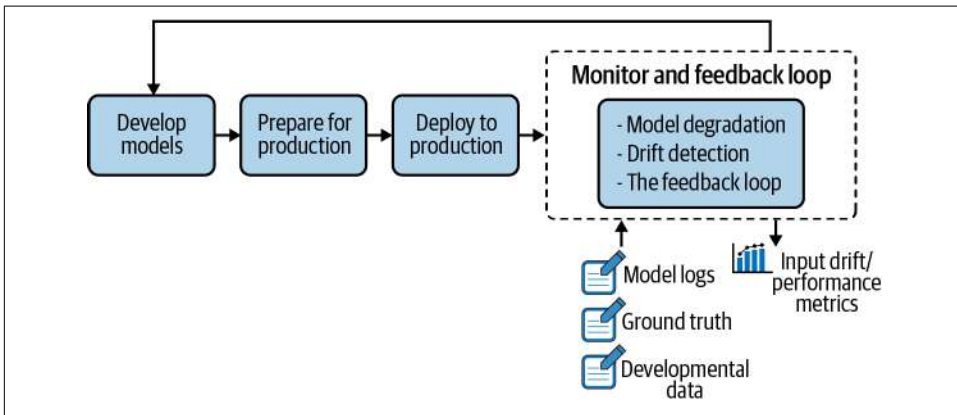 Monitor and feedback loop
Develop
models
Prepare for
production
Deploy to
production
- Model degradation
- Drift detection
- The feedback loop
Model logs
Ground truth
Developmental
data
Input drift/
performance
metrics